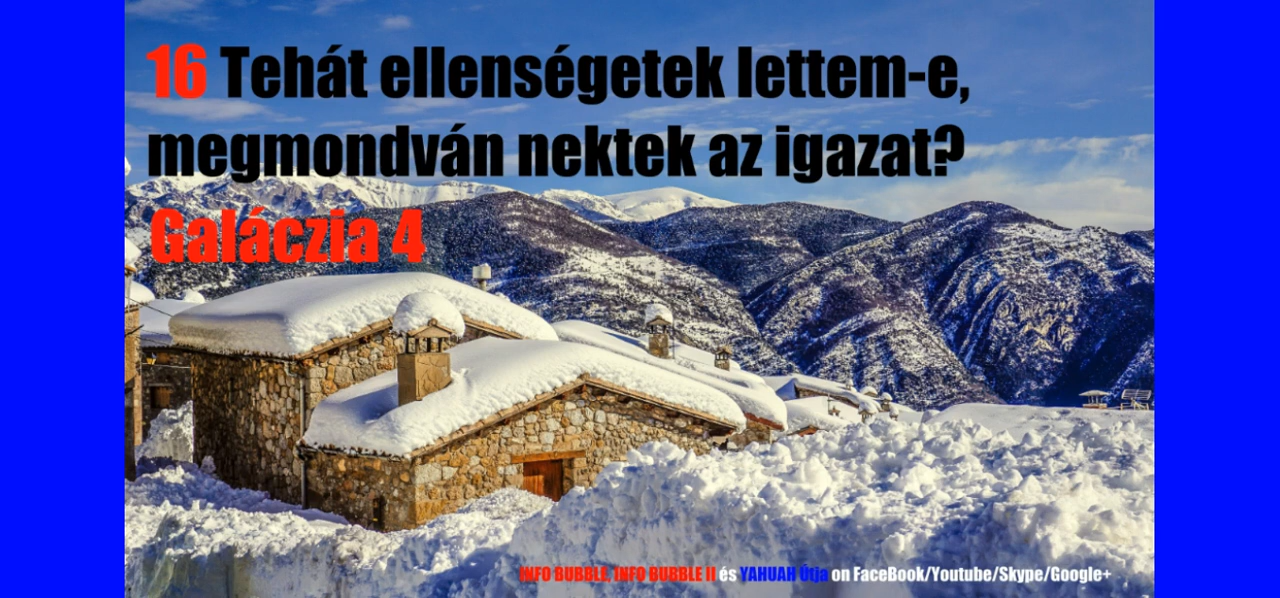 16 Tehát ellenségetek lettem-e,
megmondván nektek az igazat?
Galáczia 4
INFO BUBBLE, INFO BUBBLE II és YAHUAH Útja on FaceBook/Youtube/Skype/Google+